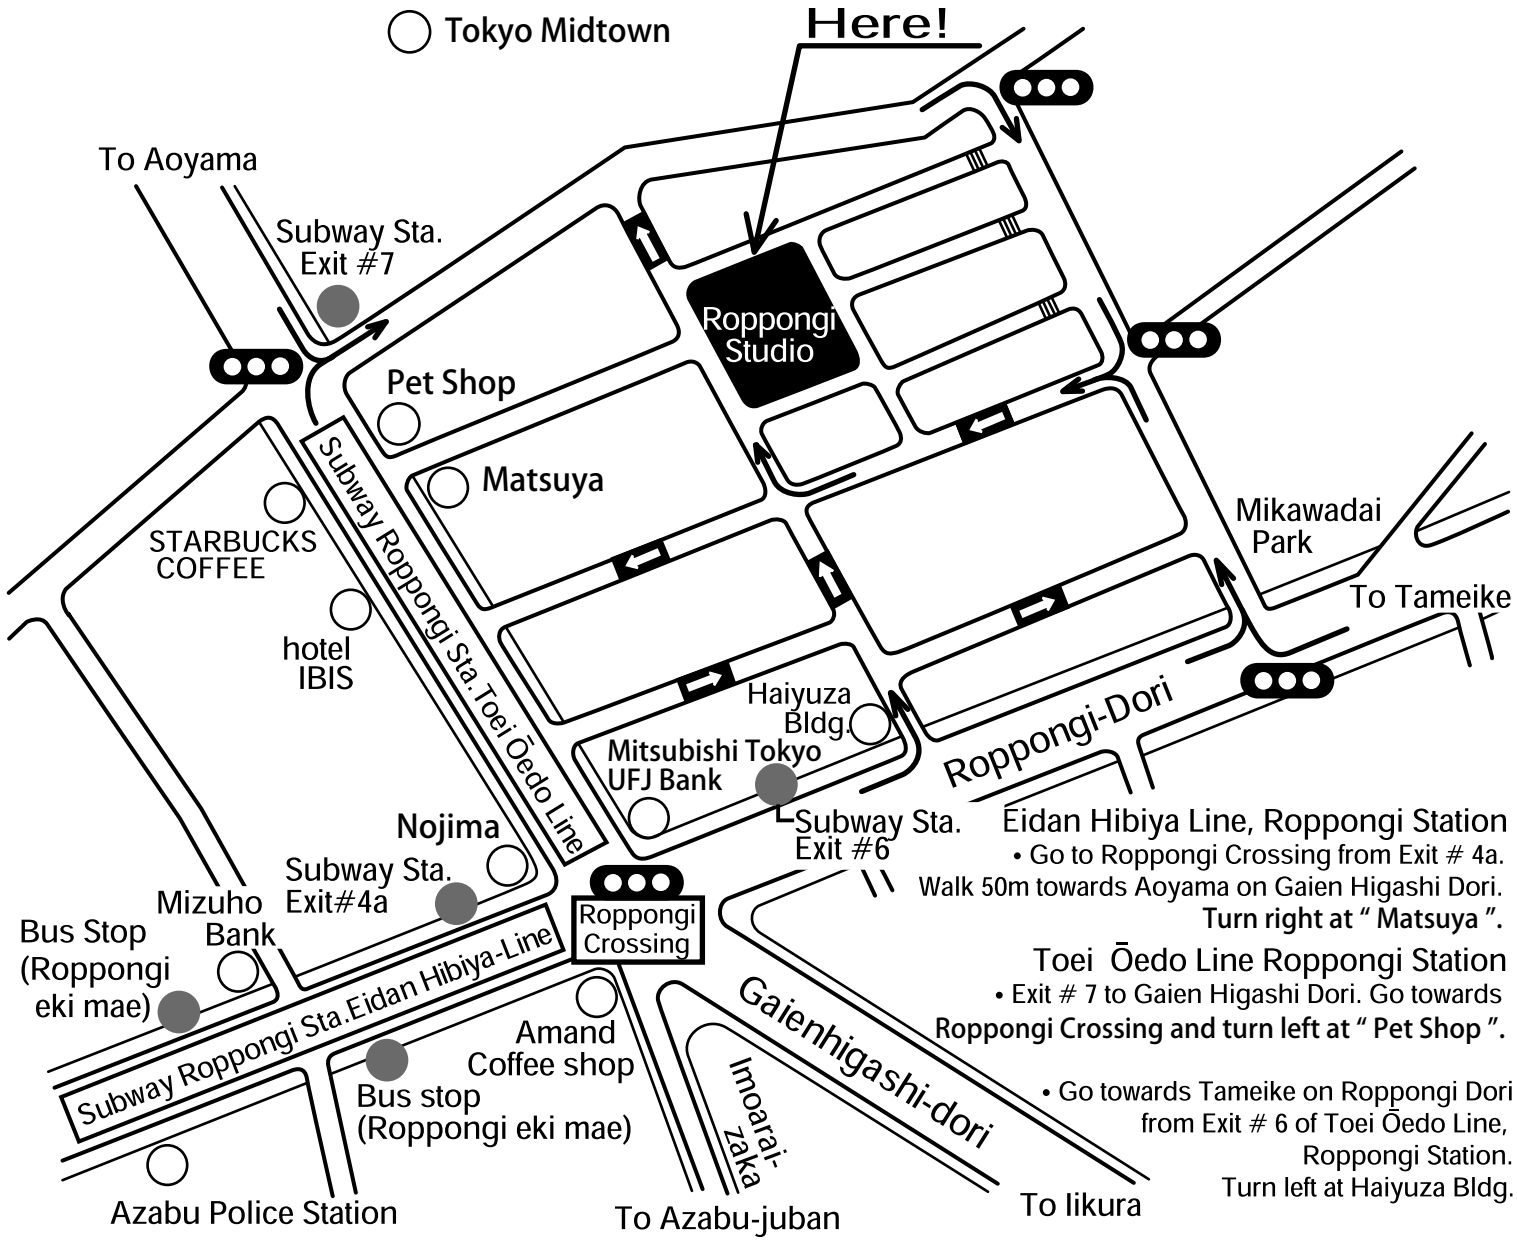 Tokyo Midtown
Here!
To Aoyama
Subway Sta.
Exit #7
Roppongi
Studio
Pet Shop
Matsuya
STARBUCKS
COFFEE
hotel
IBIS
Subway Roppongi Sta. Toei Ōedo Line
Mikawadai
Park
To Tameike
Haiyuza
Bldg.
Mitsubishi Tokyo
UFJ Bank
Roppongi-Dori
Subway Sta.
Exit #6
Nojima
Subway Sta.
Exit#4a
Mizuho
Bank
Bus Stop
(Roppongi
eki mae)
Roppongi
Crossing
Subway Roppongi Sta. Eidan Hibiya-Line
Amand
Coffee shop
Bus stop
(Roppongi eki mae)
Azabu Police Station
Imoarai-
zaka
Gaienhigashi-dori
To Azabu-juban
To Iikura
Eidan Hibiya Line, Roppongi Station
• Go to Roppongi Crossing from Exit # 4a.
Walk 50m towards Aoyama on Gaien Higashi Dori.
Turn right at “ Matsuya ”.
Toei Ōedo Line Roppongi Station
• Exit # 7 to Gaien Higashi Dori. Go towards
Roppongi Crossing and turn left at “ Pet Shop ”.
• Go towards Tameike on Roppongi Dori
from Exit # 6 of Toei Ōedo Line,
Roppongi Station.
Turn left at Haiyuza Bldg.